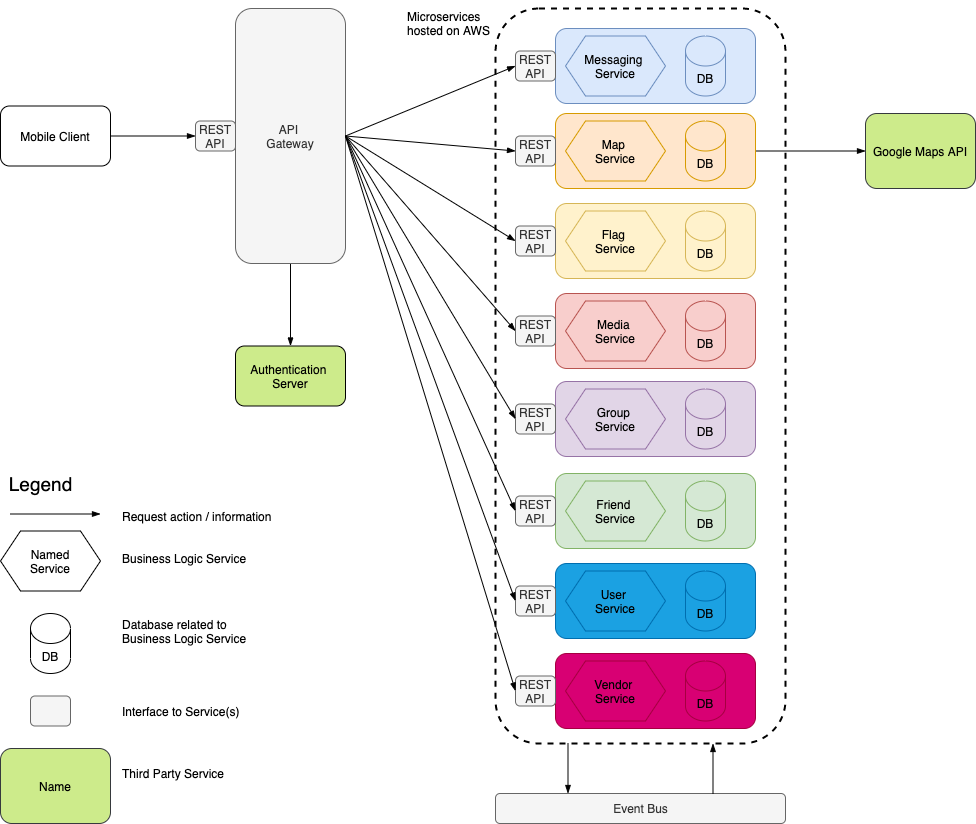 Microservices
hosted on AWS
Mobile Client
REST
API
API
Gateway
REST
API
Messaging
Service
DB
REST
API
Map
Service
DB
Google Maps API
REST
API
Flag
Service
DB
REST
API
Media
Service
DB
Authentication
Server
REST
API
Group
Service
DB
REST
API
Friend
Service
DB
REST
API
User
Service
DB
REST
API
Vendor
Service
DB
Event Bus
Legend
Request action / information
Named
Service
Business Logic Service
DB
Database related to
Business Logic Service
Interface to Service(s)
Name
Third Party Service